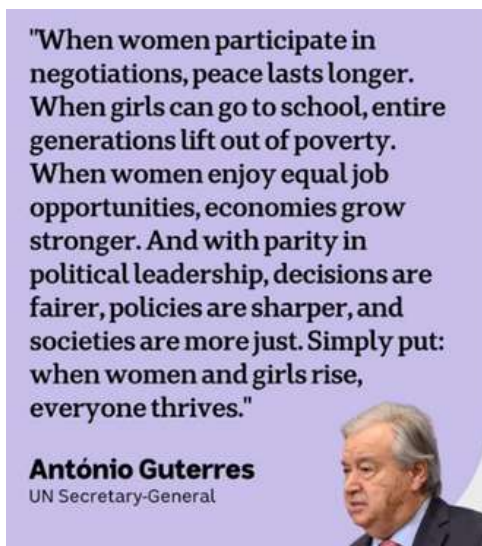 "When women participate in
negotiations, peace lasts longer.
When girls can go to school, entire
generations lift out of poverty.
When women enjoy equal job
opportunities, economies grow
stronger. And with parity in
political leadership, decisions are
fairer, policies are sharper, and
societies are more just. Simply put:
when women and girls rise,
everyone thrives."
António Guterres
UN Secretary-General